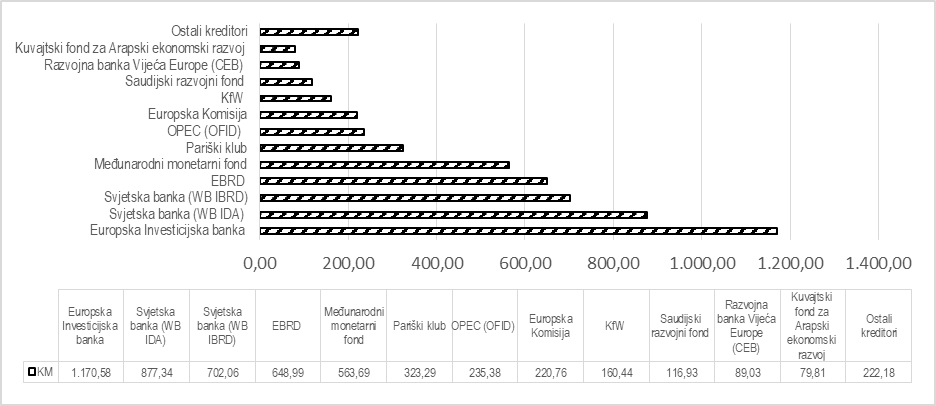 Ostali kreditori
Kuvajtski fond za Arapski ekonomski razvoj
Razvojna banka Vijeća Europe (CEB)
Saudijski razvojni fond
KfW
Europska Komisija
OPEC (OFID)
Pariški klub
Međunarodni monetarni fond
EBRD
Svjetska banka (WB IBRD)
Svjetska banka (WB IDA)
Europska Investicijska banka
0,00 200,00 400,00 600,00 800,00 1.000,00 1.200,00 1.400,00
Europska
Investicijska
banka
Svjetska
banka (WB
IDA)
Svjetska
banka (WB
IBRD)
EBRD
Međunarodni
monetarni
fond
Pariški klub
OPEC (OFID)
Europska
Komisija
KfW
Saudijski
razvojni fond
Razvojna
banka Vijeća
Europe
(CEB)
Kuvajtski
fond za
Arapski
ekonomski
razvoj
Ostali
kreditori
KM 1.170,58 877,34 702,06 648,99 563,69 323,29 235,38 220,76 160,44 116,93 89,03 79,81 222,18